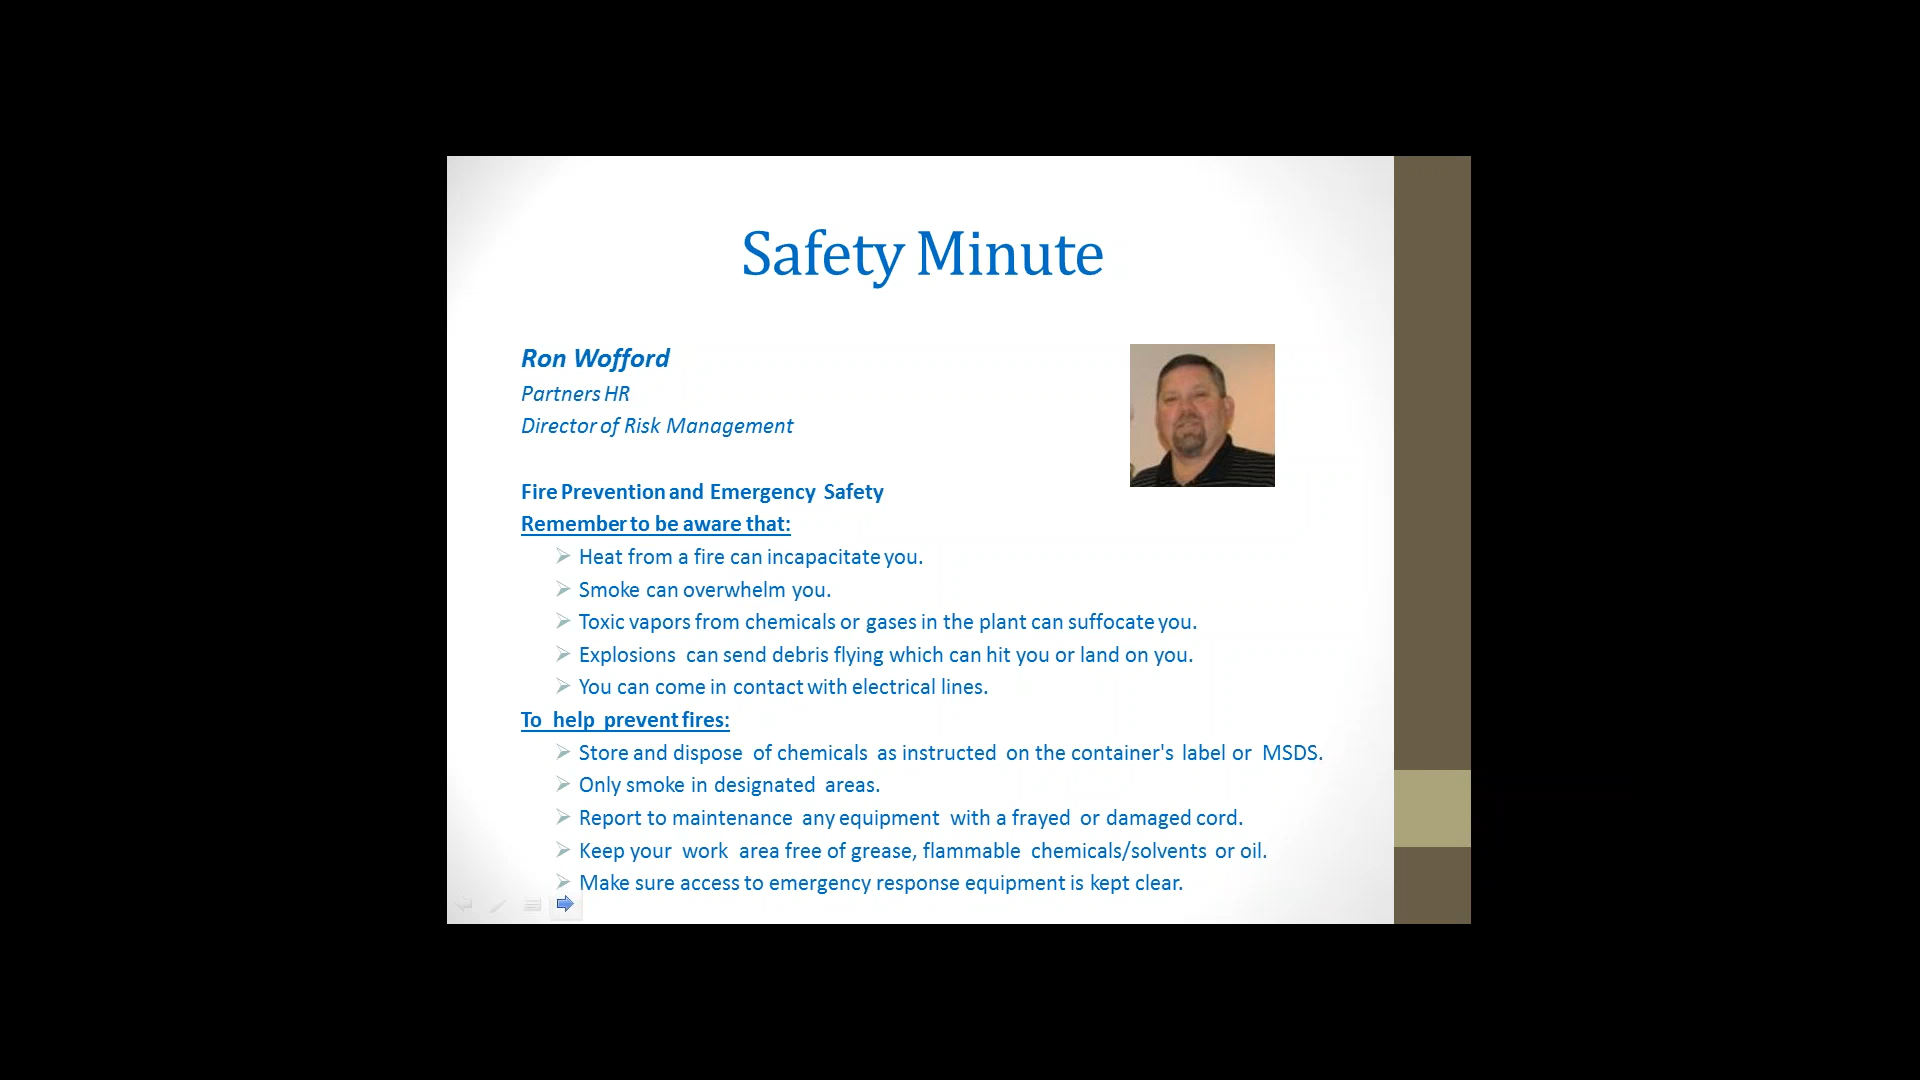 Safety Minute
Ron Wofford
Partners HR
Director of Risk Management
Fire Prevention and Emergency Safety
Remember to be aware that:
Heat from a fire can incapacitate you.
Smoke can overwhelm you.
Toxic vapors from chemicals or gases in the plant can suffocate you.
Explosions can send debris flying which can hit you or land on you.
You can come in contact with electrical lines.
To help prevent fires:
Store and dispose of chemicals as instructed on the container's label or MSDS.
Only smoke in designated areas.
Report to maintenance any equipment with a frayed or damaged cord.
Keep your work area free of grease, flammable chemicals/solvents or oil.
Make sure access to emergency response equipment is kept clear.